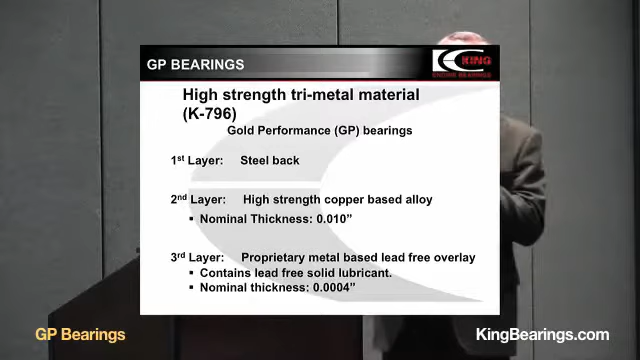 GP BEARINGS
KING
ENGINE BEARINGS
High strength tri-metal material
(K-796)
Gold Performance (GP) bearings
1st Layer: Steel back
2nd Layer: High strength copper based alloy
▪ Nominal Thickness: 0.010”
3rd Layer: Proprietary metal based lead free overlay
▪ Contains lead free solid lubricant.
▪ Nominal thickness: 0.0004”
GP Bearings
KingBearings.com